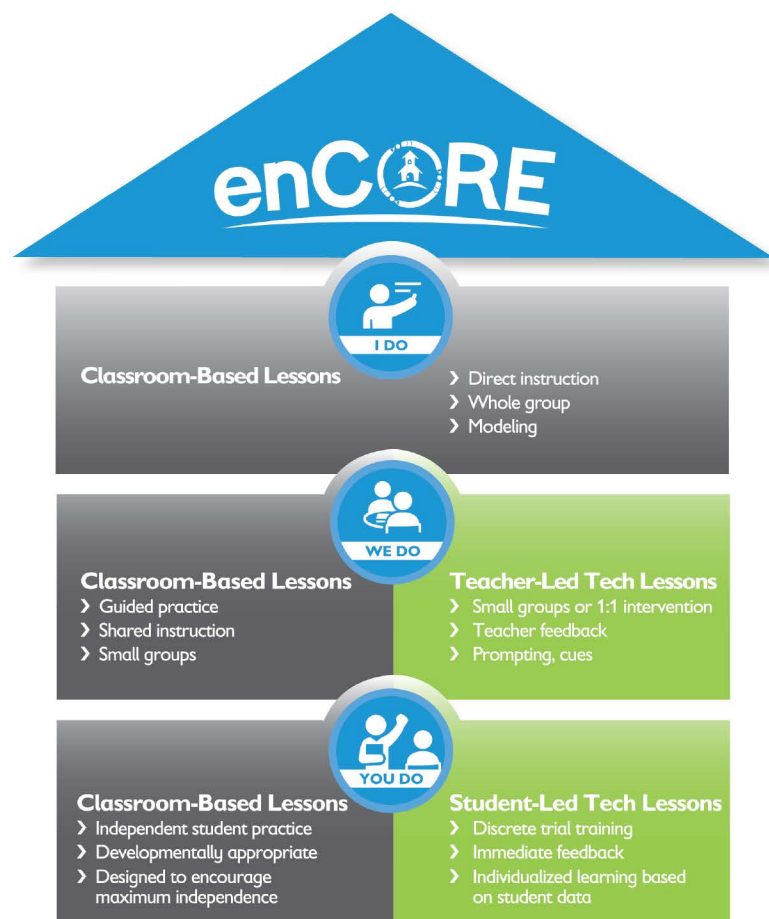 enCORE
I DO
Classroom-Based Lessons
❯ Direct instruction
❯ Whole group
❯ Modeling
WE DO
Classroom-Based Lessons
❯ Guided practice
❯ Shared instruction
❯ Small groups
Teacher-Led Tech Lessons
❯ Small groups or 1:1 intervention
❯ Teacher feedback
❯ Prompting, cues
YOU DO
Classroom-Based Lessons
❯ Independent student practice
❯ Developmentally appropriate
❯ Designed to encourage
maximum independence
Student-Led Tech Lessons
❯ Discrete trial training
❯ Immediate feedback
❯ Individualized learning based
on student data